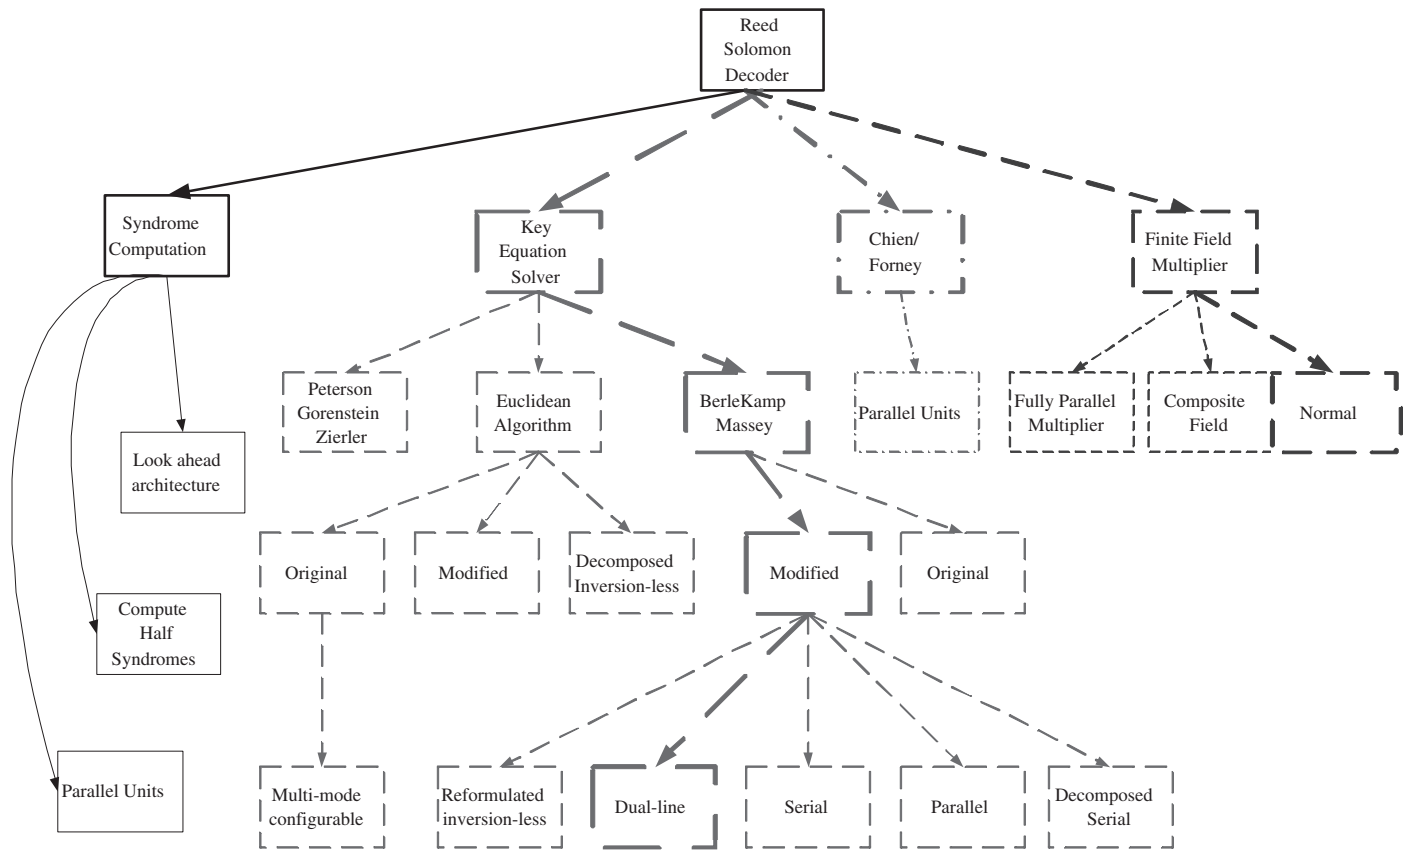 Reed
Solomon
Decoder
Syndrome
Computation
Key
Equation
Solver
Chien/
Forney
Finite Field
Multiplier
Peterson
Gorenstein
Zierler
Euclidean
Algorithm
BerleKamp
Massey
Parallel Units
Fully Parallel
Multiplier
Composite
Field
Normal
Look ahead
architecture
Original
Modified
Decomposed
Inversion-less
Modified
Original
Compute
Half
Syndromes
Parallel Units
Multi-mode
configurable
Reformulated
inversion-less
Dual-line
Serial
Parallel
Decomposed
Serial